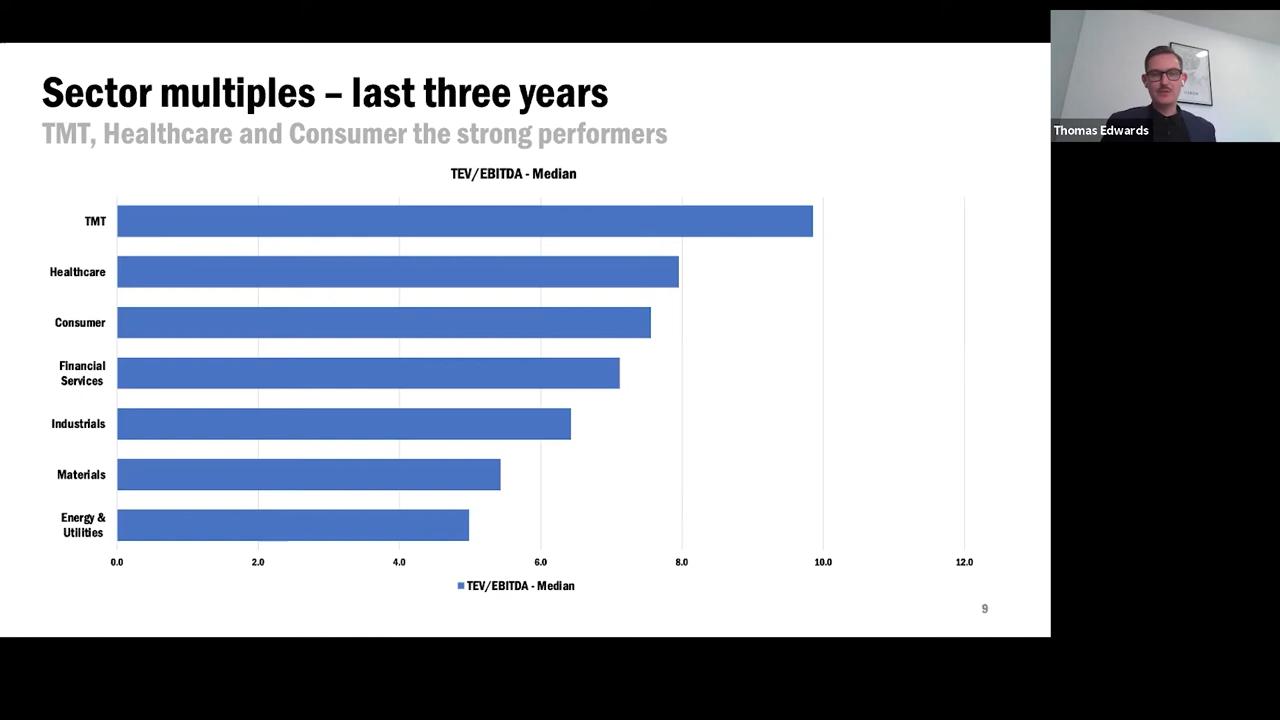 Sector multiples – last three years
TMT, Healthcare and Consumer the strong performers
TEV/EBITDA - Median
TMT
Healthcare
Consumer
Financial
Services
Industrials
Materials
Energy &
Utilities
0.0 2.0 4.0 6.0 8.0 10.0 12.0
TEV/EBITDA - Median
9
Thomas Edwards